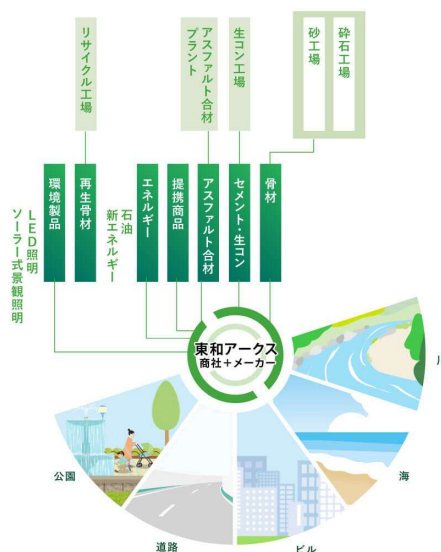 リサイクル工場
アスファルト合材
プラント
生コン工場
砂工場
砕石工場
環境製品
LED照明
ソーラー式景観照明
再生骨材
エネルギー
石油
新エネルギー
提携商品
アスファルト合材
セメント・生コン
骨材
東和アークス
商社+メーカー
公園
道路
ビル
海